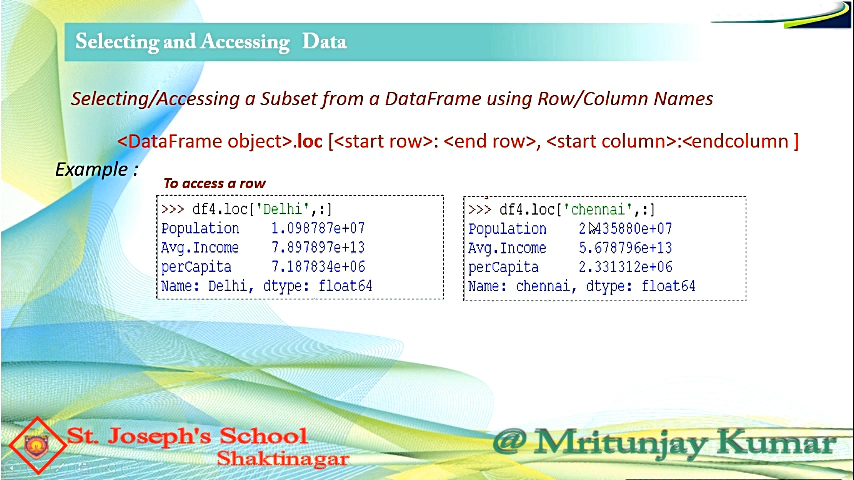 Selecting and Accessing Data
Selecting/Accessing a Subset from a DataFrame using Row/Column Names
<DataFrame object>.loc [<start row>: <end row>, <start column>:<endcolumn ]
Example :
To access a row
>>> df4.loc['Delhi',:]
Population 1.098787e+07
Avg.Income 7.897897e+13
perCapita 7.187834e+06
Name: Delhi, dtype: float64
>>> df4.loc['chennai',:]
Population 2.435880e+07
Avg.Income 5.678796e+13
perCapita 2.331312e+06
Name: chennai, dtype: float64
St. Joseph's School
Shaktinagar
@ Mritunjay Kumar